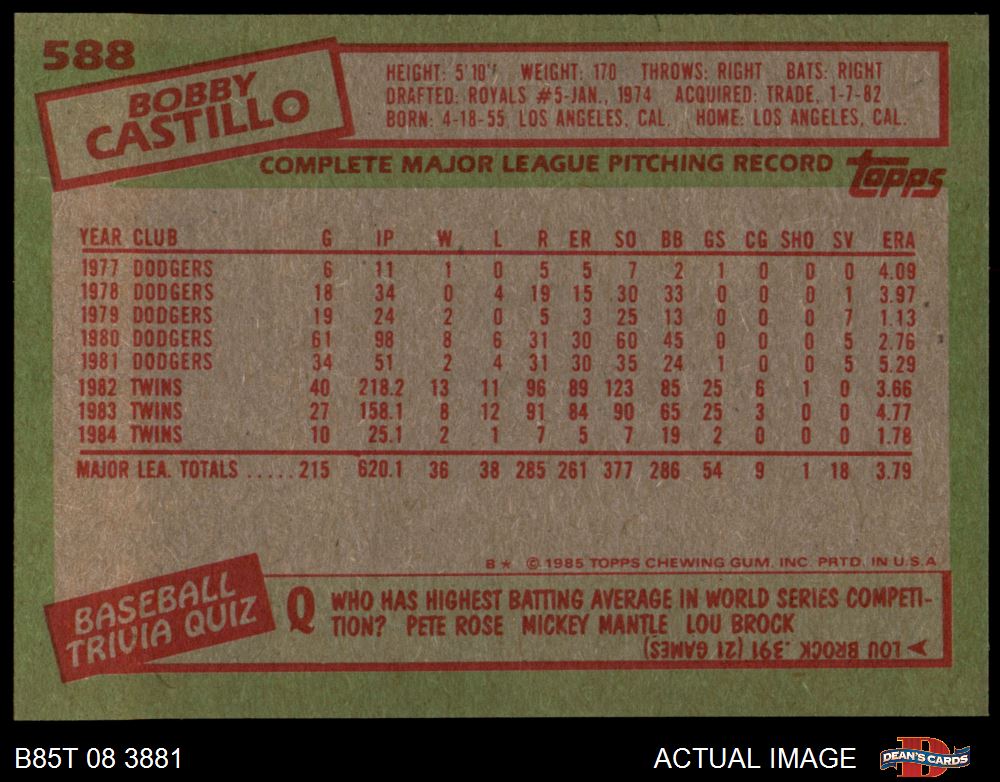 588
BOBBY
CASTILLO
HEIGHT: 5'10" WEIGHT: 170 THROWS: RIGHT BATS: RIGHT
DRAFTED: ROYALS #5-JAN., 1974 ACQUIRED: TRADE, 1-7-82
BORN: 4-18-55, LOS ANGELES, CAL. HOME: LOS ANGELES, CAL.
COMPLETE MAJOR LEAGUE PITCHING RECORD
Topps
YEAR CLUB G IP W L R ER SO BB GS CG SHO SV ERA
1977 DODGERS 6 11 1 0 5 5 7 2 1 0 0 0 4.09
1978 DODGERS 18 34 0 4 19 15 30 33 0 0 0 1 3.97
1979 DODGERS 19 24 2 0 5 3 25 13 0 0 0 7 1.13
1980 DODGERS 61 98 8 6 31 30 60 45 0 0 0 5 2.76
1981 DODGERS 34 51 2 4 31 30 35 24 1 0 0 5 5.29
1982 TWINS 40 218.2 13 11 96 89 123 85 25 6 1 0 3.66
1983 TWINS 27 158.1 8 12 91 84 90 65 25 3 0 0 4.77
1984 TWINS 10 25.1 2 1 7 5 7 19 2 0 0 0 1.78
MAJOR LEA. TOTALS ..... 215 620.1 36 38 285 261 377 286 54 9 1 18 3.79
B* © 1985 TOPPS CHEWING GUM, INC. PRTD. IN U.S.A.
BASEBALL
TRIVIA QUIZ
Q WHO HAS HIGHEST BATTING AVERAGE IN WORLD SERIES COMPETI-
TION? PETE ROSE MICKEY MANTLE LOU BROCK
LOU BROCK, .391 (21 GAMES)
B85T 08 3881
ACTUAL IMAGE
DEAN'S CARDS